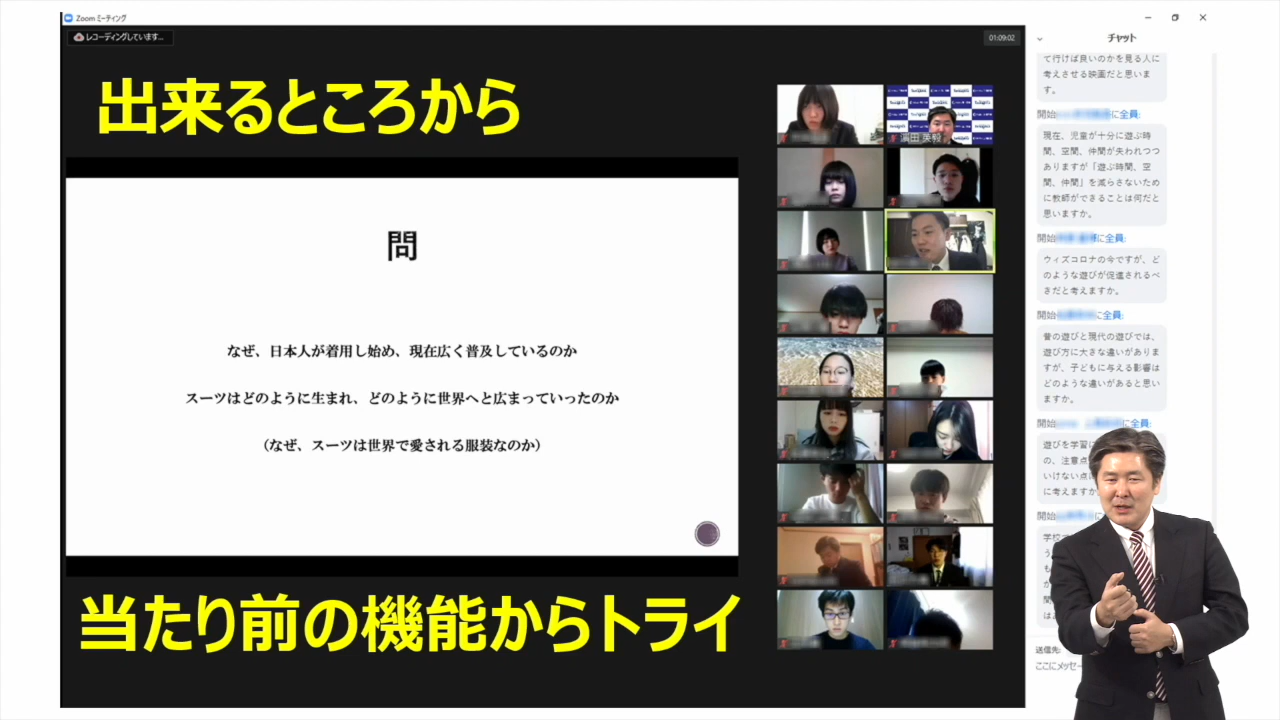 Zoom ミーティング
レコーディングしています...
01:09:02
出来るところから
問
なぜ、日本人が着用し始め、現在広く普及しているのか
スーツはどのように生まれ、どのように世界へと広まっていったのか
（なぜ、スーツは世界で愛される服装なのか）
当たり前の機能からトライ
濱田 英毅
チャット
て行けば良いのかを見る人に
考えさせる映画だと思いま
す。
開始
に全員:
現在、児童が十分に遊ぶ時
間、空間、仲間が失われつつ
ありますが「遊ぶ時間、空
間、仲間」を減らさないため
に教師ができることは何だと
思いますか。
開始
に全員:
ウィズコロナの今ですが、ど
のような遊びが促進されるべ
きだと考えますか。
開始
に全員:
昔の遊びと現代の遊びでは、
遊び方に大きな違いがありま
すが、子どもに与える影響は
どのような違いがあると思い
ますか。
開始
に全員:
遊びを学習に
の、注意点
いけない点
に考えますか
開始
に
学校
送信先:
ここにメッセー